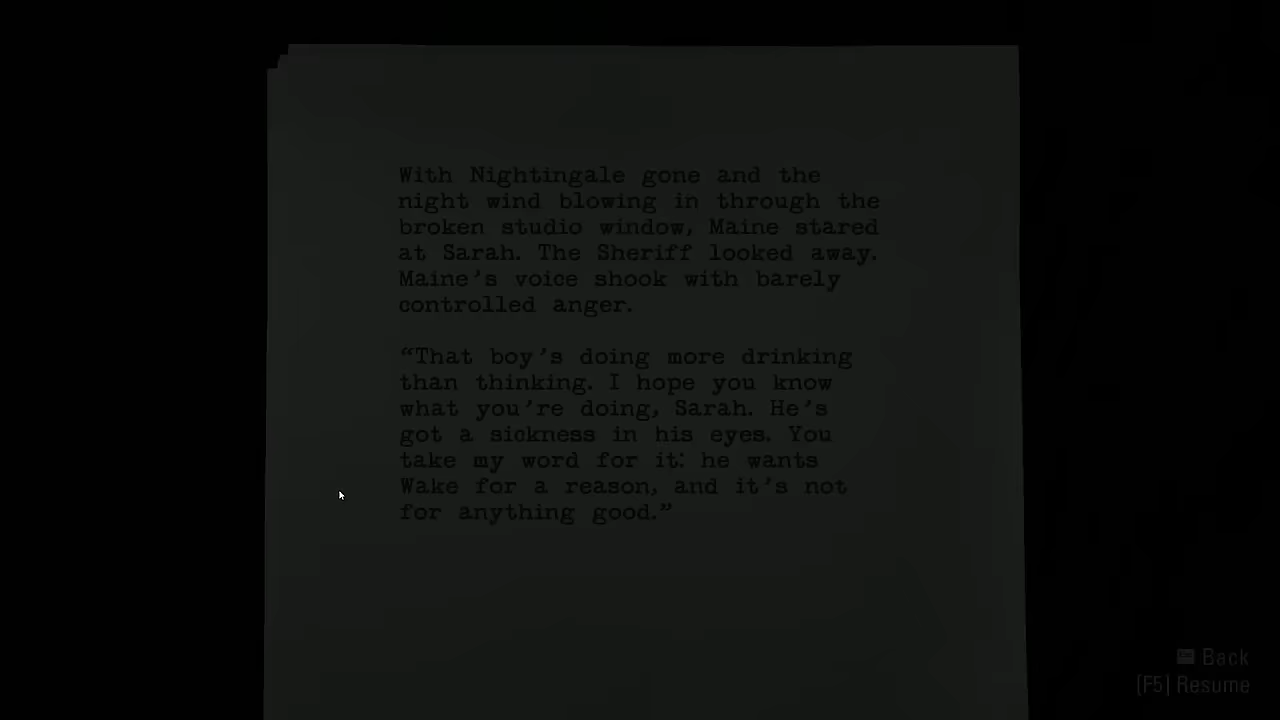 With Nightingale gone and the
night wind blowing in through the
broken studio window, Maine stared
at Sarah. The Sheriff looked away.
Maine's voice shook with barely
controlled anger.
“That boy's doing more drinking
than thinking. I hope you know
what you're doing, Sarah. He's
got a sickness in his eyes. You
take my word for it: he wants
Wake for a reason, and it's not
for anything good.”
Back
[F5] Resume